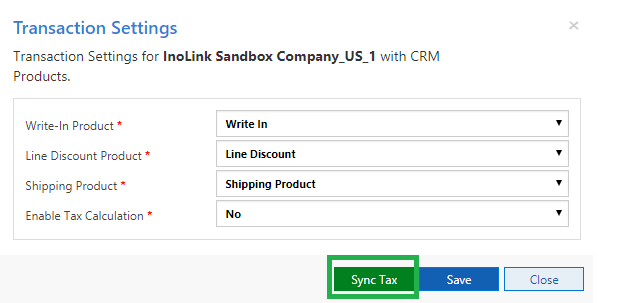 Transaction Settings ×
Transaction Settings for InoLink Sandbox Company_US_1 with CRM
Products.
Write-In Product * Write In
Line Discount Product * Line Discount
Shipping Product * Shipping Product
Enable Tax Calculation * No
Sync Tax Save Close